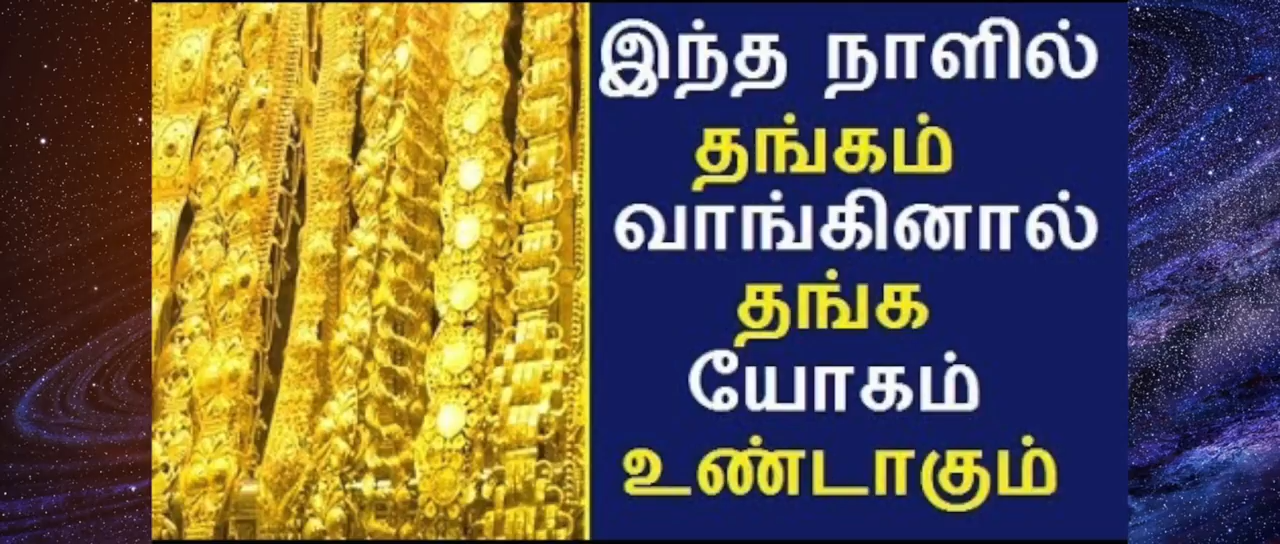 இந்த நாளில்
தங்கம்
வாங்கினால்
தங்க
யோகம்
உண்டாகும்